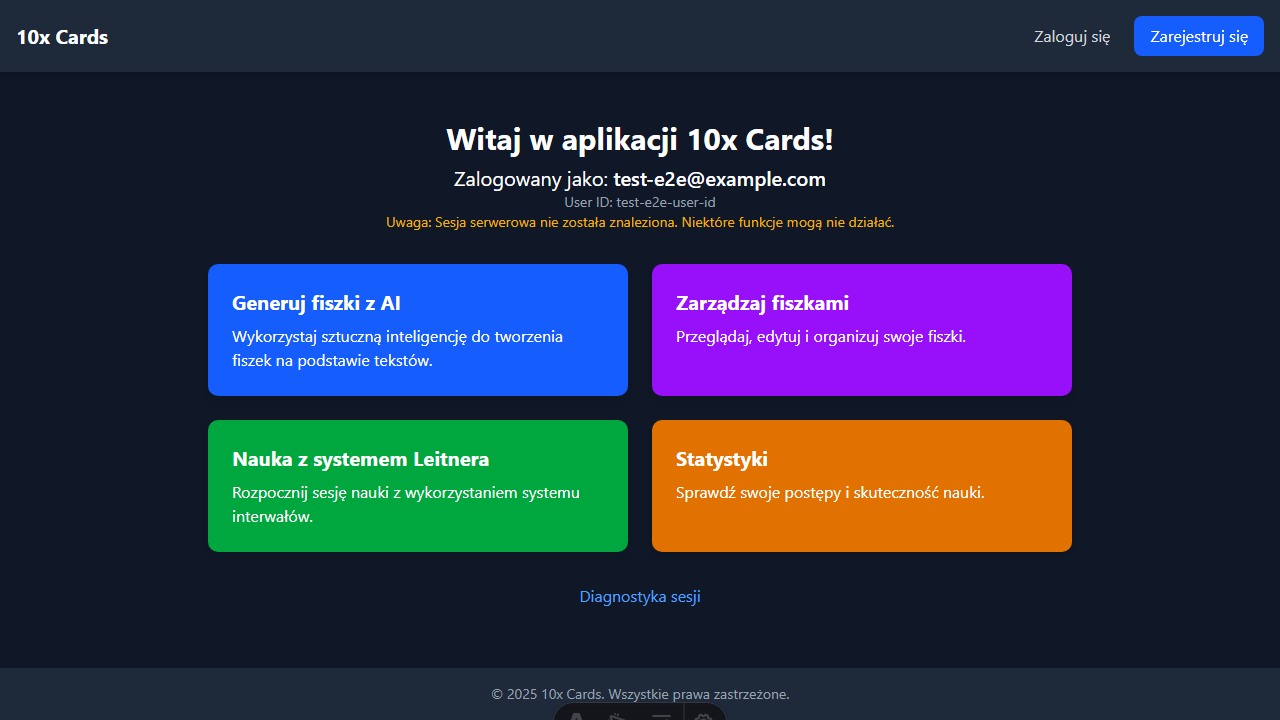 10x Cards
Zaloguj się
Zarejestruj się
Witaj w aplikacji 10x Cards!
Zalogowany jako: test-e2e@example.com
User ID: test-e2e-user-id
Uwaga: Sesja serwerowa nie została znaleziona. Niektóre funkcje mogą nie działać.
Generuj fiszki z AI
Wykorzystaj sztuczną inteligencję do tworzenia
fiszek na podstawie tekstów.
Zarządzaj fiszkami
Przeglądaj, edytuj i organizuj swoje fiszki.
Nauka z systemem Leitnera
Rozpocznij sesję nauki z wykorzystaniem systemu
interwałów.
Statystyki
Sprawdź swoje postępy i skuteczność nauki.
Diagnostyka sesji
© 2025 10x Cards. Wszystkie prawa zastrzeżone.